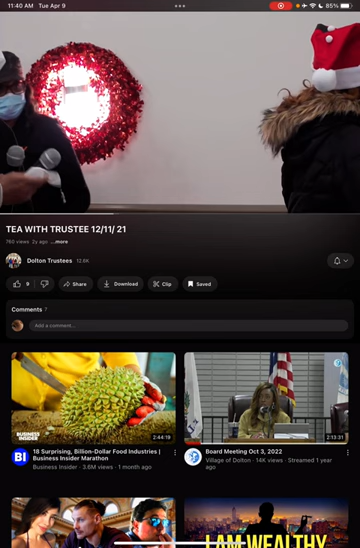 11:40 AM Tue Apr 9
85%
TEA WITH TRUSTEE 12/11/ 21
760 views 2y ago ...more
Dolton Trustees 12.6K
9 Share Download Clip Saved
Comments 7
Add a comment...
BUSINESS INSIDER
2:44:19
2:13:31
BI
18 Surprising, Billion-Dollar Food Industries | Business Insider Marathon
Business Insider · 3.6M views · 1 month ago
Board Meeting Oct 3, 2022
Village of Dolton · 14K views · Streamed 1 year ago
I AM WEALTHY